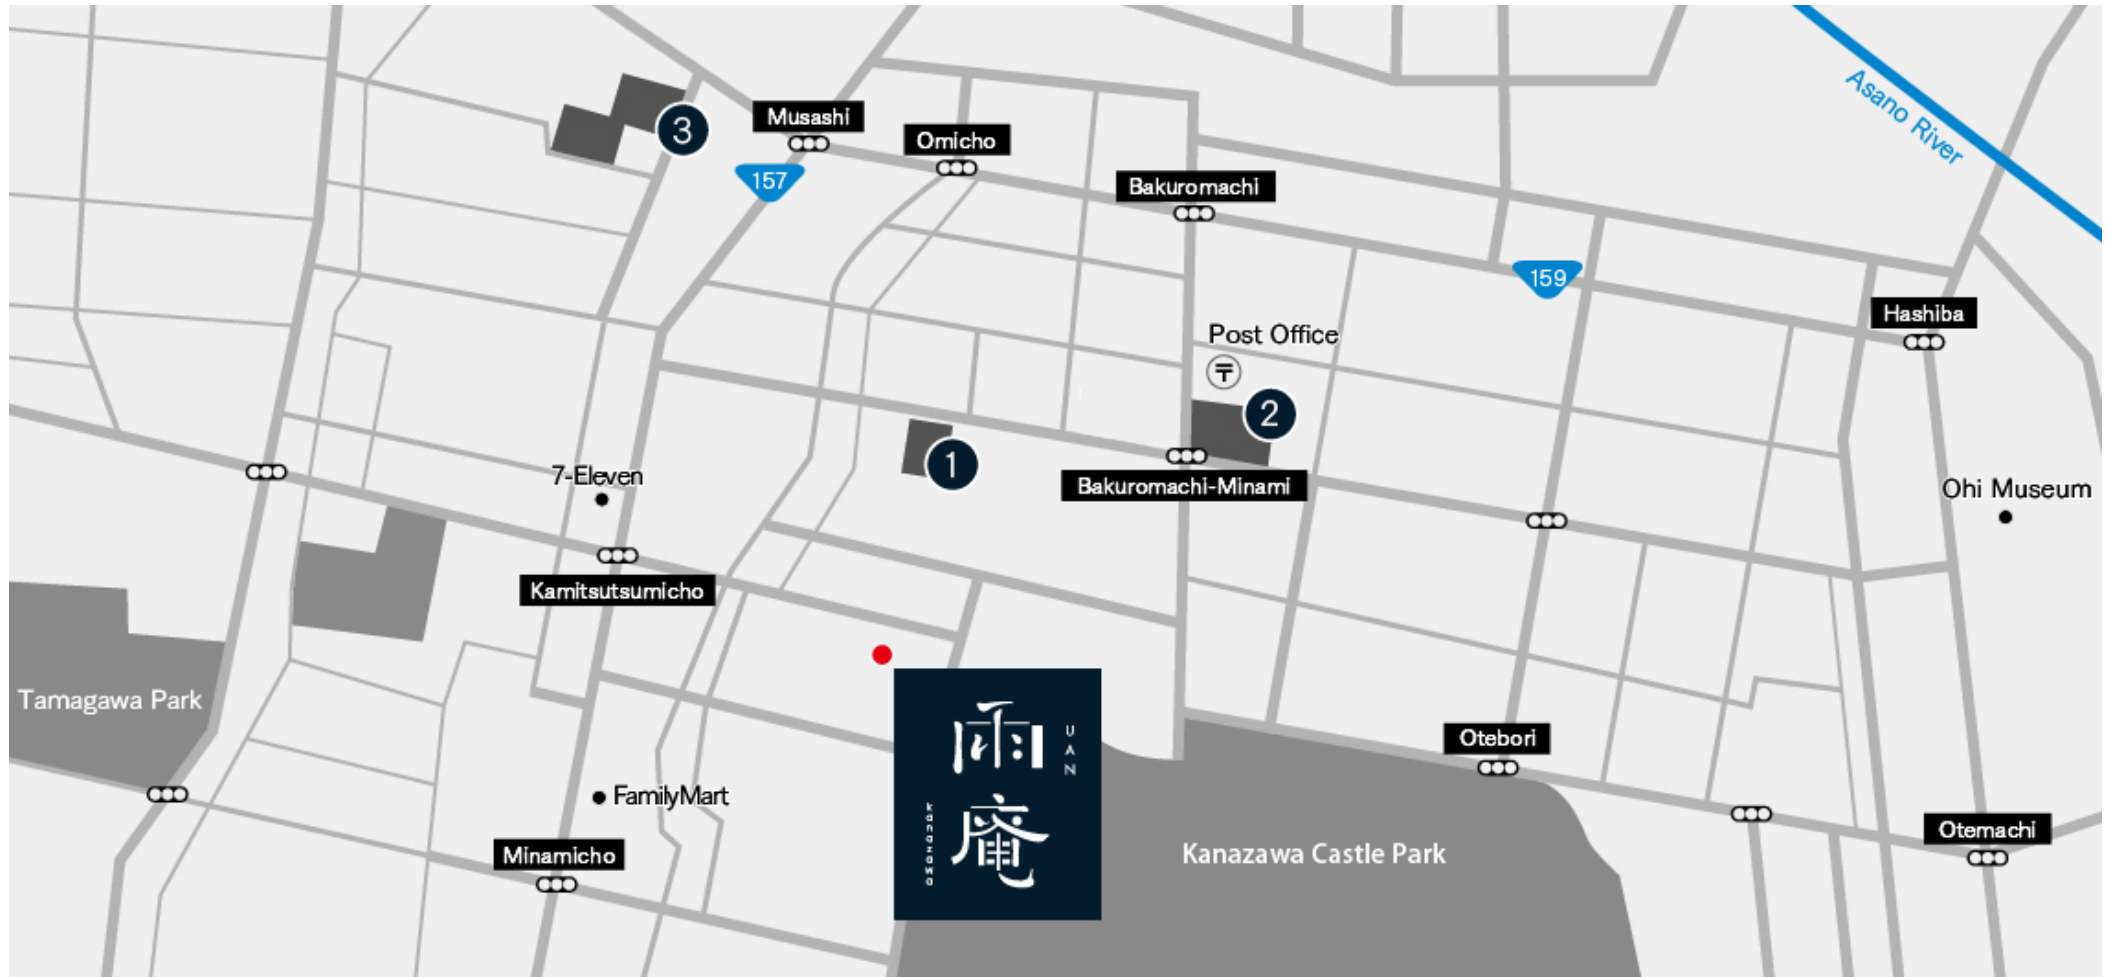 Asano River
Musashi
3
Omicho
157
Bakuromachi
159
Hashiba
Post Office
〒
2
1
7-Eleven
Bakuromachi-Minami
Ohi Museum
Kamitsutsumicho
Tamagawa Park
雨庵
UAN
kanazawa
Otebori
FamilyMart
Minamicho
Kanazawa Castle Park
Otemachi